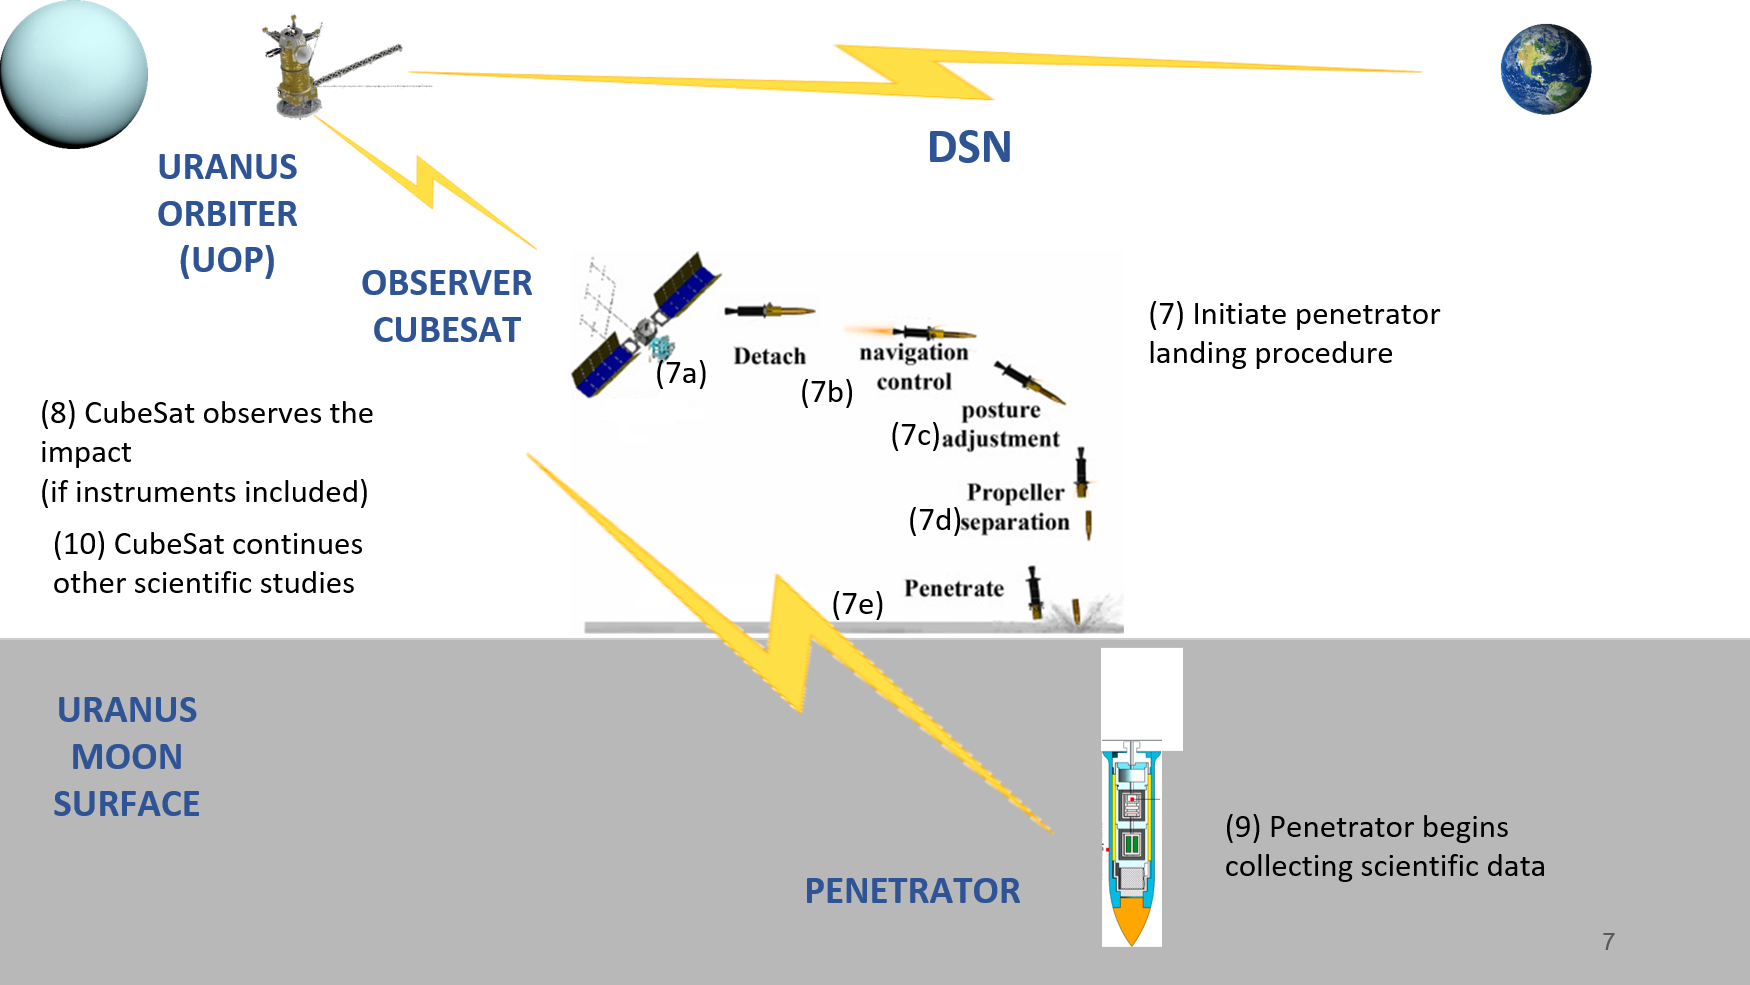 DSN
URANUS
ORBITER
(UOP)
OBSERVER
CUBESAT
(7) Initiate penetrator
landing procedure
(7a)
Detach
(7b)
navigation
control
(7c)
posture
adjustment
(7d)
Propeller
separation
(7e)
Penetrate
(8) CubeSat observes the
impact
(if instruments included)
(10) CubeSat continues
other scientific studies
URANUS
MOON
SURFACE
PENETRATOR
(9) Penetrator begins
collecting scientific data
7